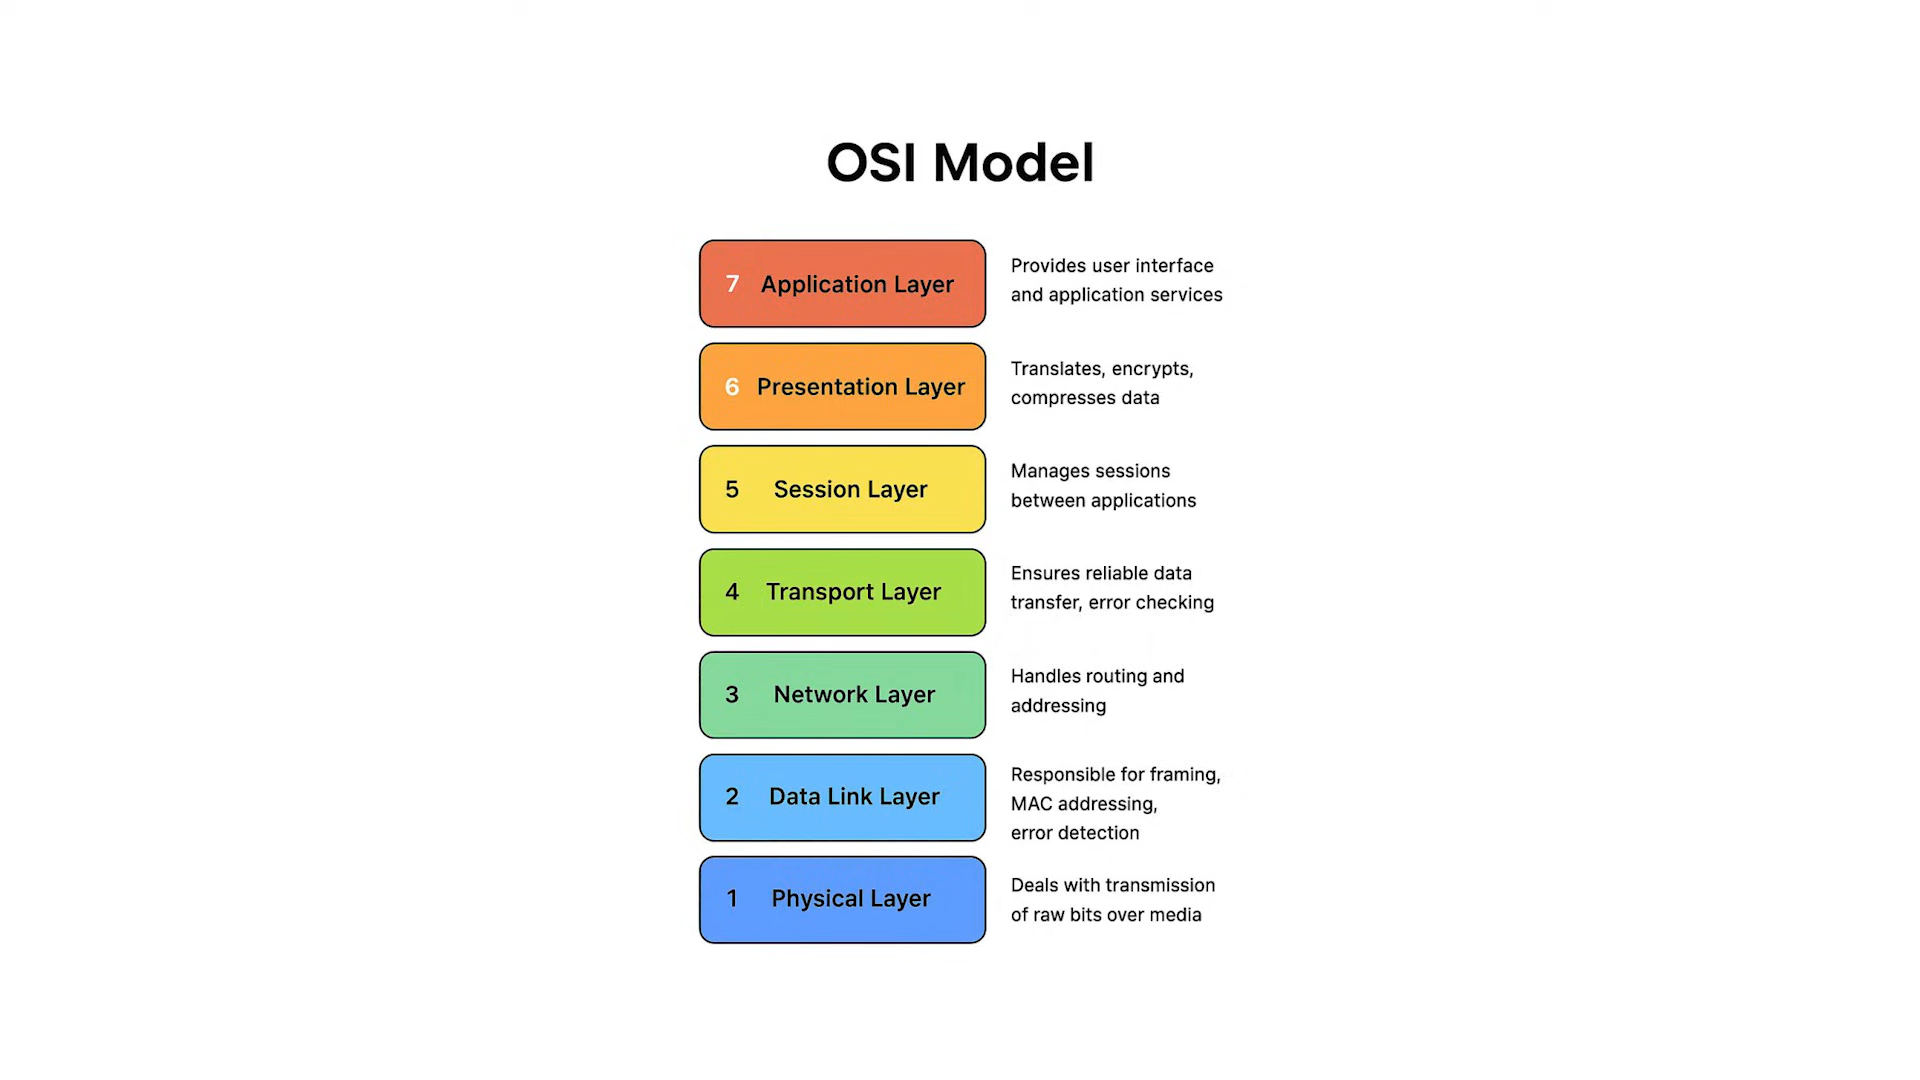 OSI Model
7 Application Layer
Provides user interface
and application services
6 Presentation Layer
Translates, encrypts,
compresses data
5 Session Layer
Manages sessions
between applications
4 Transport Layer
Ensures reliable data
transfer, error checking
3 Network Layer
Handles routing and
addressing
2 Data Link Layer
Responsible for framing,
MAC addressing,
error detection
1 Physical Layer
Deals with transmission
of raw bits over media